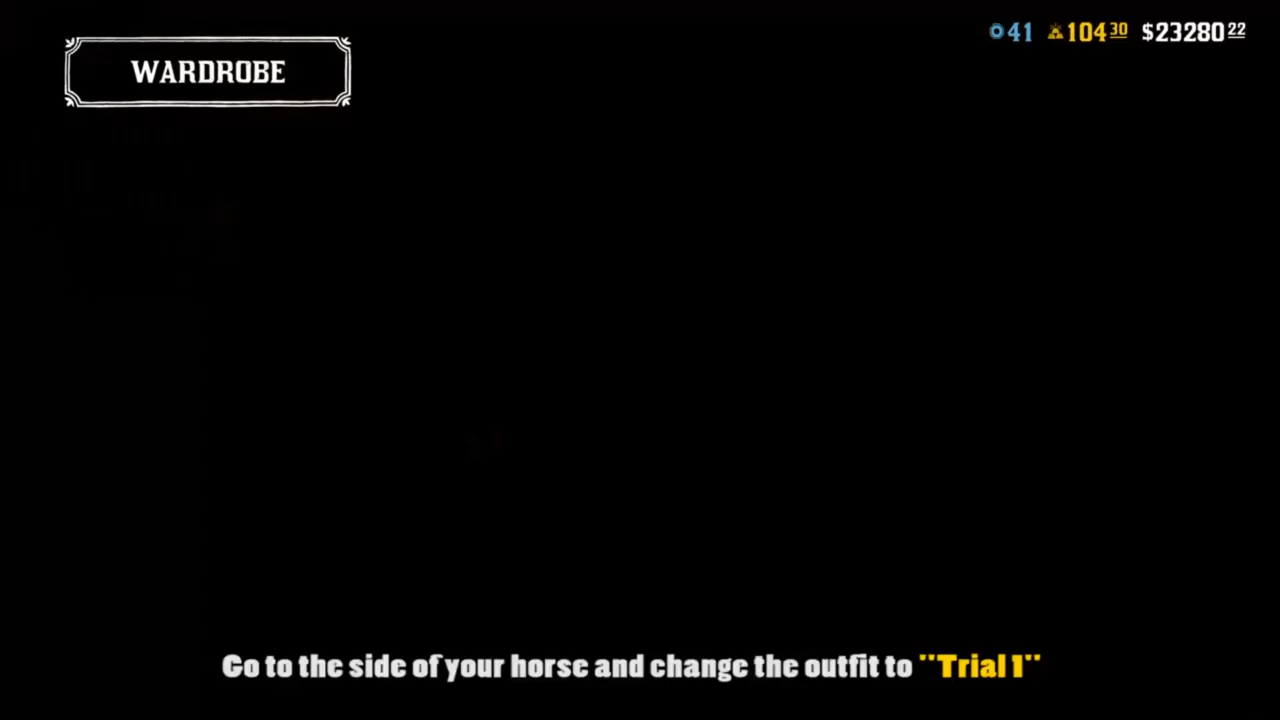 WARDROBE
41 104 30 $23280 22
Go to the side of your horse and change the outfit to "Trial 1"